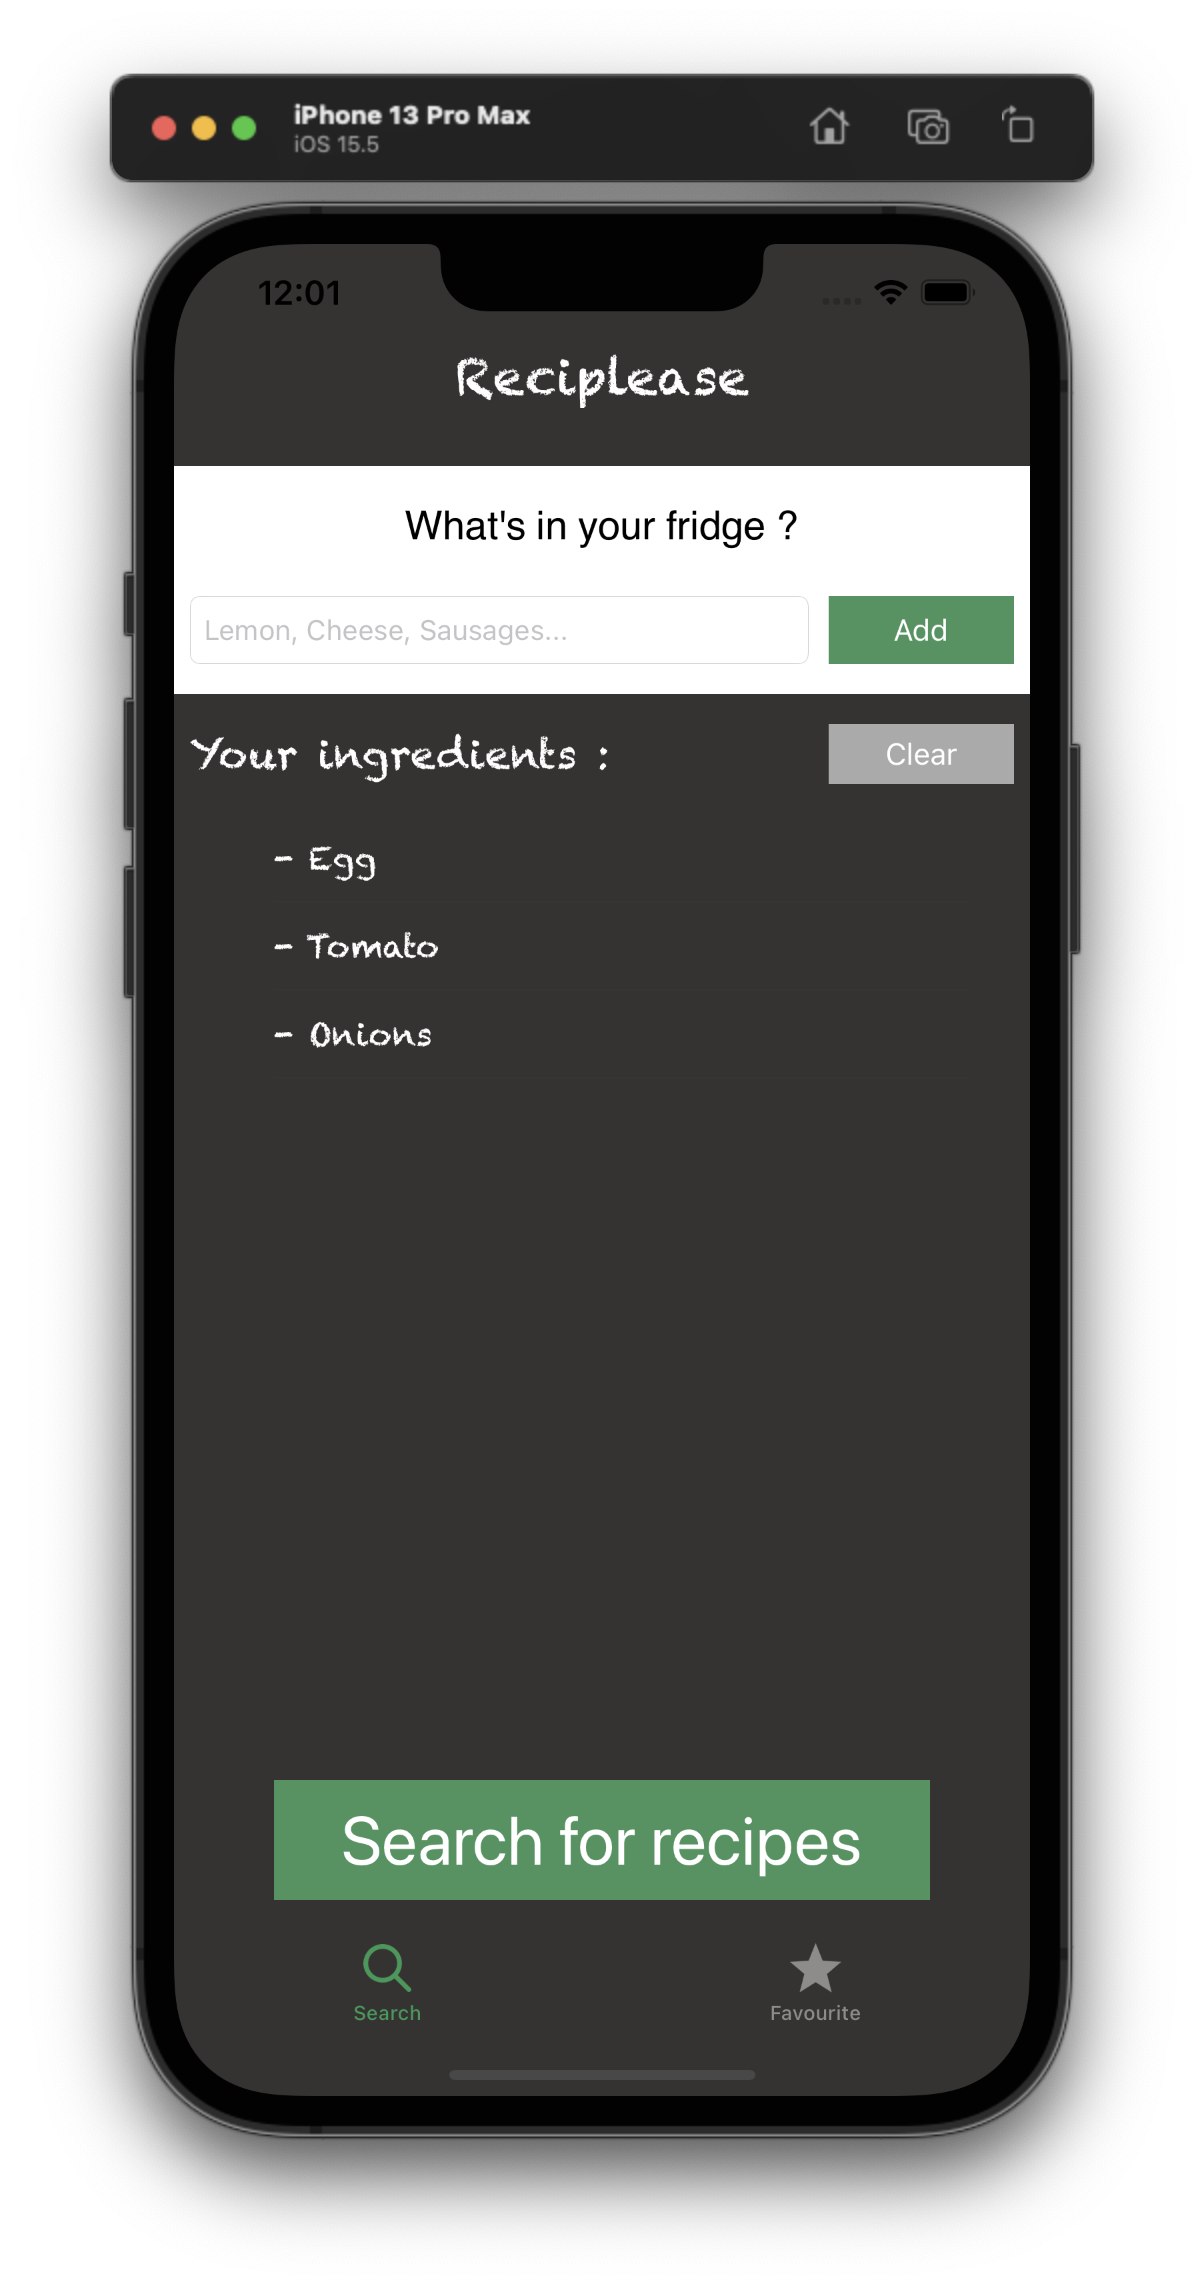 iPhone 13 Pro Max
iOS 15.5
12:01
Reciplease
What's in your fridge ?
Lemon, Cheese, Sausages...
Add
Your ingredients :
Clear
- Egg
- Tomato
- Onions
Search for recipes
Search
Favourite